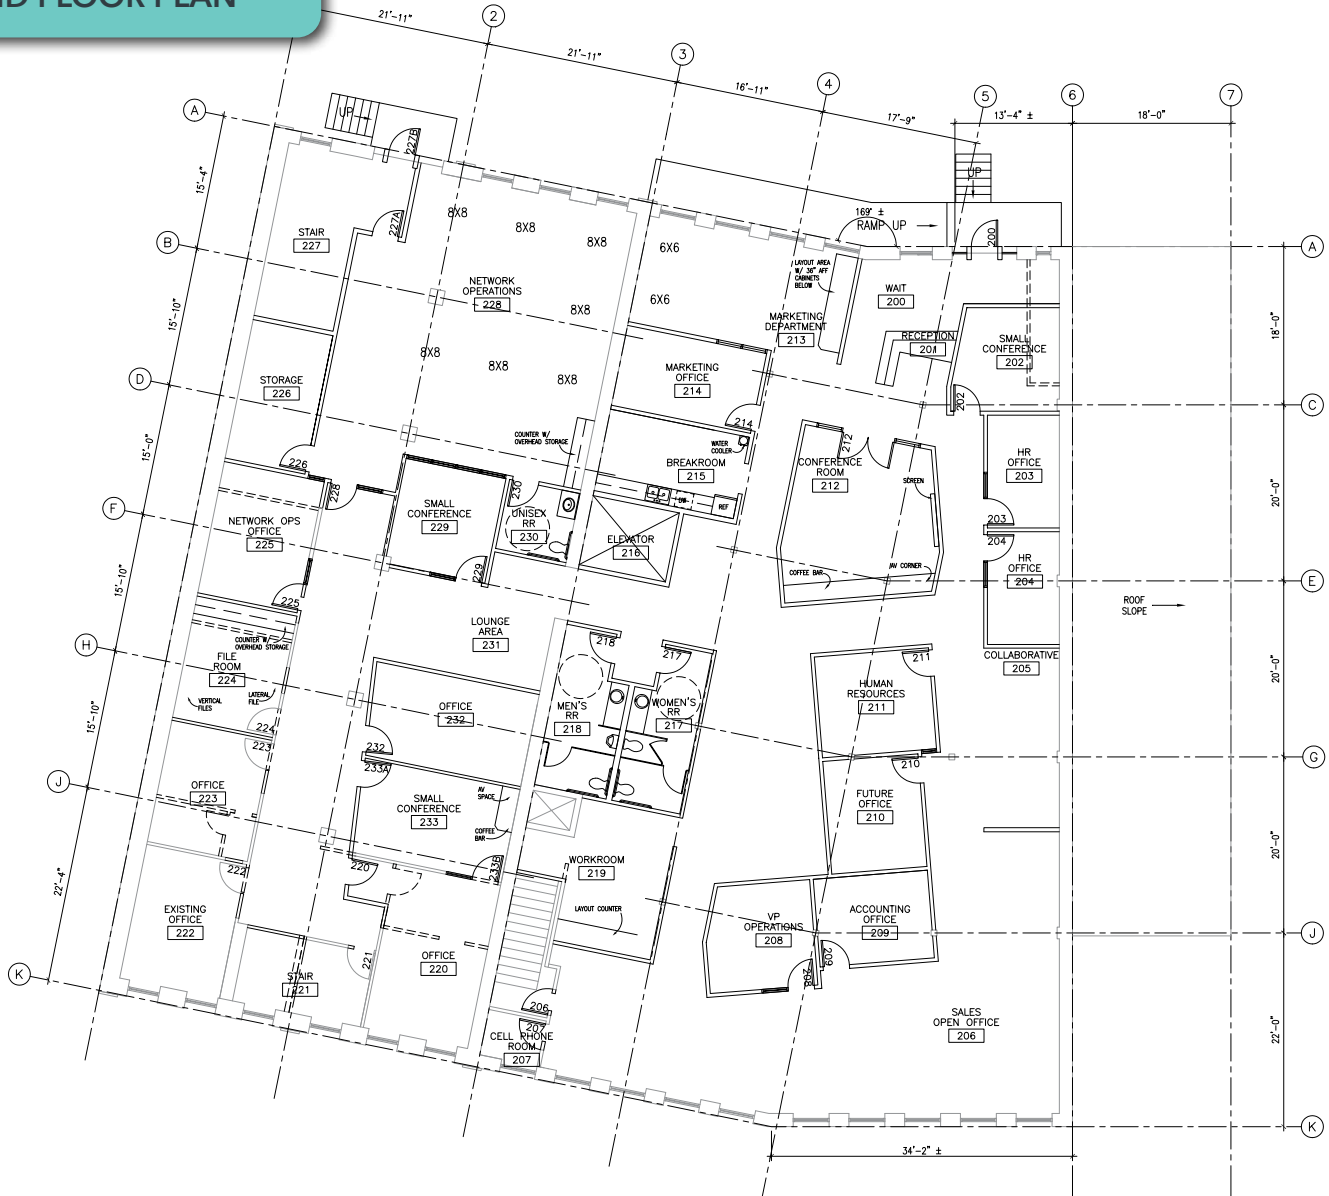 FLOOR PLAN
21'-11"
2
21'-11"
3
16'-11"
4
17'-9"
5
13'-4" ±
6
18'-0"
7
A
15'-4"
B
15'-10"
D
15'-0"
F
15'-10"
H
15'-10"
J
22'-4"
K
UP
227B
227A
STAIR
227
8X8
8X8
8X8
6X6
6X6
NETWORK
OPERATIONS
228
8X8
8X8
8X8
8X8
169' ±
RAMP UP
UP
200
LAYOUT AREA
W/ 36" AFF
CABINETS
BELOW
WAIT
200
MARKETING
DEPARTMENT
213
RECEPTION
201
SMALL
CONFERENCE
202
202
A
18'-0"
C
20'-0"
E
20'-0"
G
20'-0"
J
22'-0"
K
STORAGE
226
226
MARKETING
OFFICE
214
214
COUNTER W/
OVERHEAD STORAGE
WATER
COOLER
BREAKROOM
215
DW
REF
212
CONFERENCE
ROOM
212
SCREEN
COFFEE BAR
AV CORNER
HR
OFFICE
203
203
204
HR
OFFICE
204
COLLABORATIVE
205
ROOF
SLOPE
228
NETWORK OPS
OFFICE
225
225
SMALL
CONFERENCE
229
229
230
UNISEX
RR
230
ELEVATOR
216
COUNTER W/
OVERHEAD STORAGE
FILE
ROOM
224
VERTICAL
FILES
LATERAL
FILE
224
223
LOUNGE
AREA
231
218
217
MEN'S
RR
218
WOMEN'S
RR
217
OFFICE
232
232
233A
211
HUMAN
RESOURCES
211
210
FUTURE
OFFICE
210
OFFICE
223
222
SMALL
CONFERENCE
233
AV
SPACE
COFFEE
BAR
233B
220
WORKROOM
219
LAYOUT COUNTER
EXISTING
OFFICE
222
STAIR
221
221
OFFICE
220
VP
OPERATIONS
208
208
ACCOUNTING
OFFICE
209
209
206
207
CELL PHONE
ROOM
207
SALES
OPEN OFFICE
206
34'-2" ±